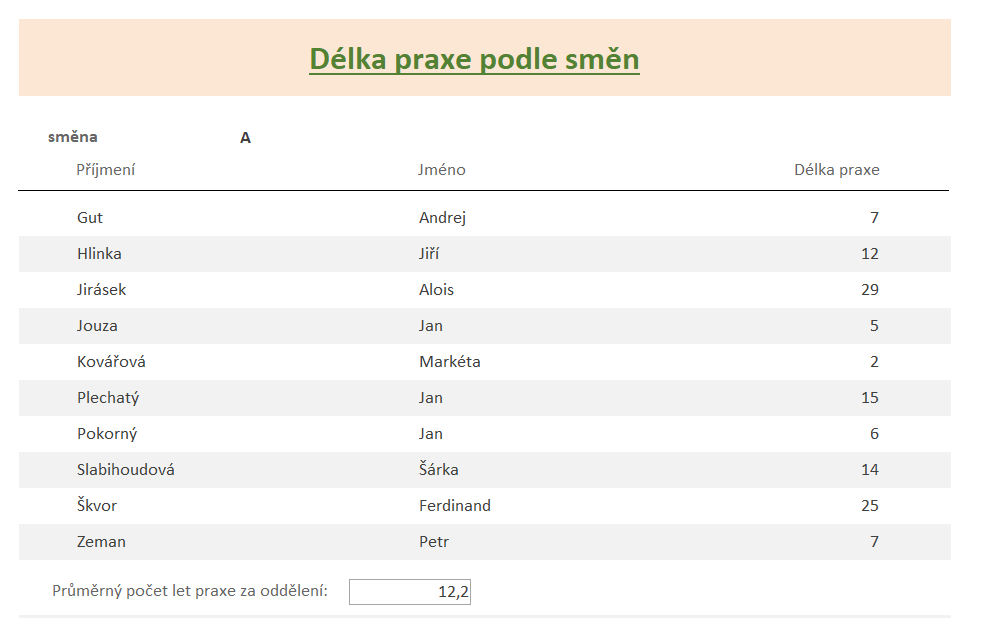 Délka praxe podle směn
směna A
Příjmení Jméno Délka praxe
Gut Andrej 7
Hlinka Jiří 12
Jirásek Alois 29
Jouza Jan 5
Kovářová Markéta 2
Plechatý Jan 15
Pokorný Jan 6
Slabihoudová Šárka 14
Škvor Ferdinand 25
Zeman Petr 7
Průměrný počet let praxe za oddělení: 12,2